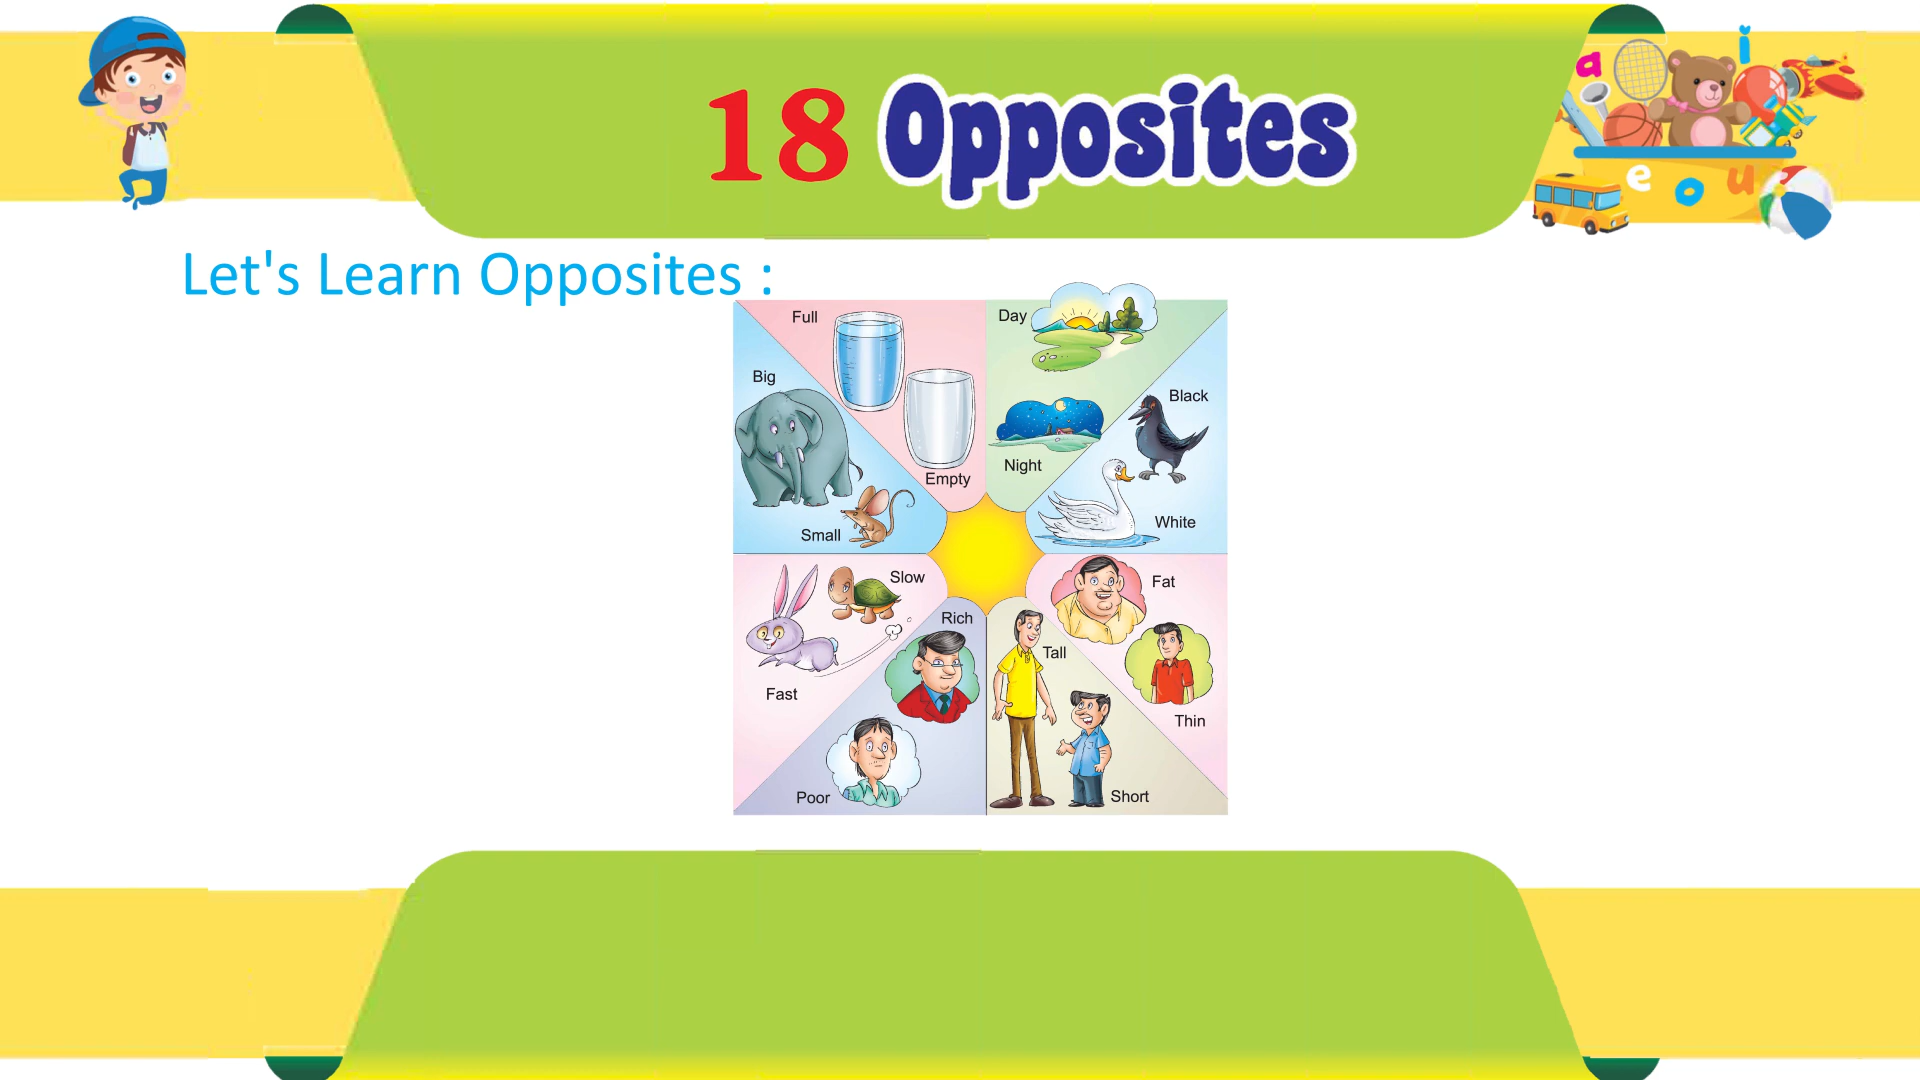 18 Opposites
a
i
e
o
u
Let's Learn Opposites :
Full
Empty
Day
Night
Big
Small
Black
White
Slow
Fast
Fat
Thin
Rich
Poor
Tall
Short